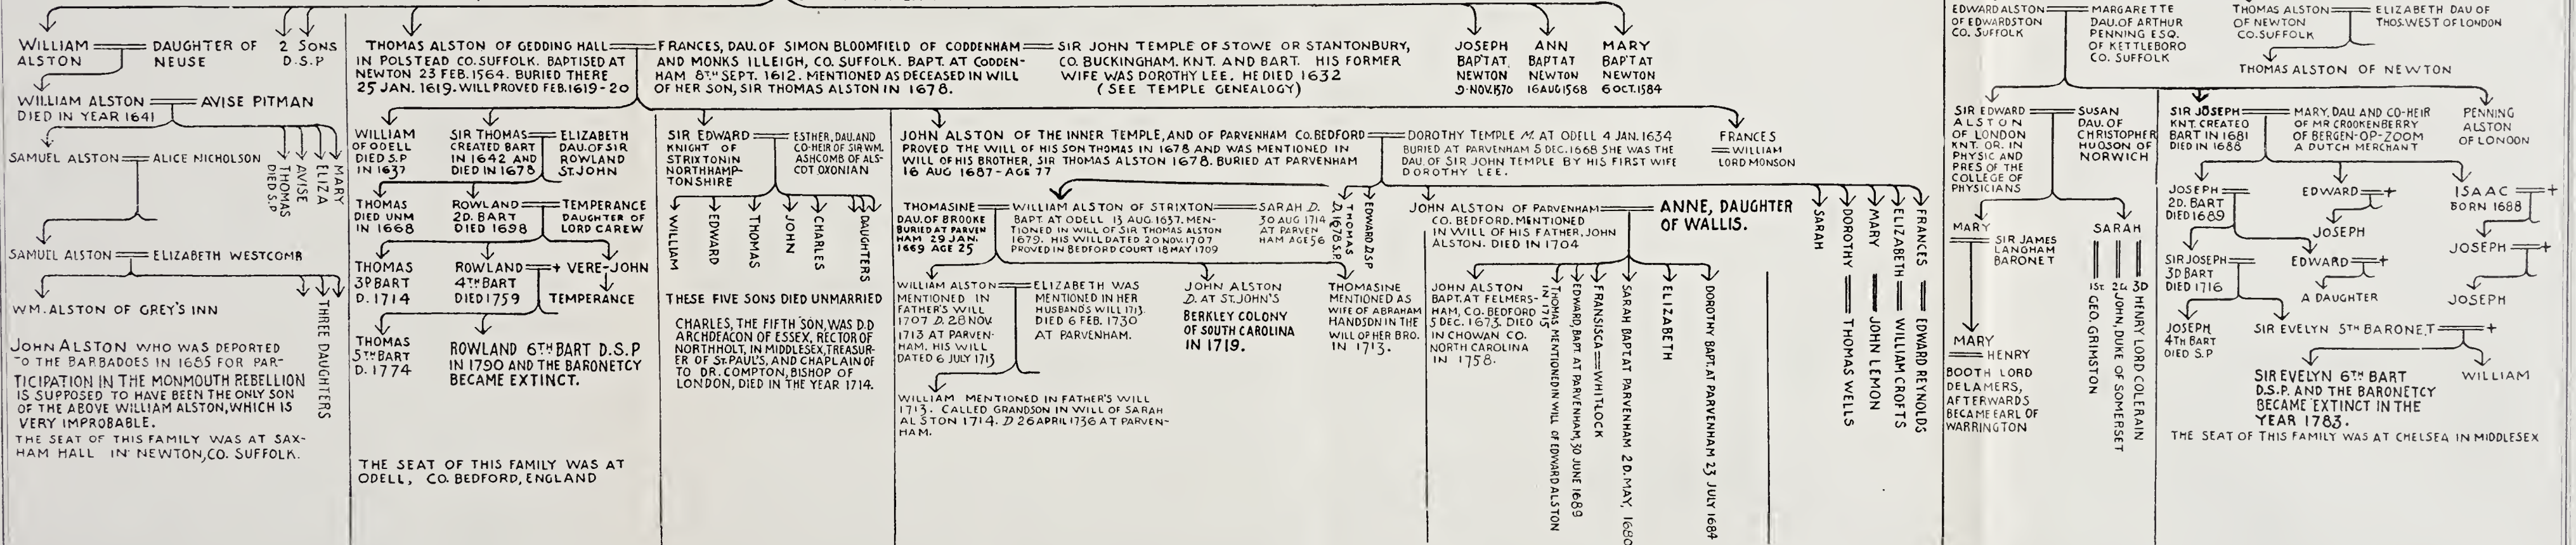 WILLIAM
ALSTON
DAUGHTER OF
NEUSE
2 SONS
D.S.P
WILLIAM ALSTON
DIED IN YEAR 1641
AVISE PITMAN
SAMUEL ALSTON
ALICE NICHOLSON
THOMAS
DIED S.P
AVISE
ELIZA
MARY
SAMUEL ALSTON
ELIZABETH WESTCOMB
WM. ALSTON OF GREY'S INN
THREE DAUGHTERS
JOHN ALSTON WHO WAS DEPORTED
TO THE BARBADOES IN 1685 FOR PAR-
TICIPATION IN THE MONMOUTH REBELLION
IS SUPPOSED TO HAVE BEEN THE ONLY SON
OF THE ABOVE WILLIAM ALSTON, WHICH IS
VERY IMPROBABLE.
THE SEAT OF THIS FAMILY WAS AT SAX-
HAM HALL IN NEWTON, CO. SUFFOLK.
THOMAS ALSTON OF GEDDING HALL
IN POLSTEAD CO. SUFFOLK. BAPTISED AT
NEWTON 23 FEB. 1564. BURIED THERE
25 JAN. 1619. WILL PROVED FEB. 1619-20
FRANCES, DAU. OF SIMON BLOOMFIELD OF CODDENHAM
AND MONKS ILLEIGH, CO. SUFFOLK. BAPT. AT CODDEN-
HAM 8TH SEPT. 1612. MENTIONED AS DECEASED IN WILL
OF HER SON, SIR THOMAS ALSTON IN 1678.
SIR JOHN TEMPLE OF STOWE OR STANTONBURY,
CO. BUCKINGHAM. KNT. AND BART. HIS FORMER
WIFE WAS DOROTHY LEE. HE DIED 1632
(SEE TEMPLE GENEALOGY)
JOSEPH
BAPT AT
NEWTON
9-NOV.1570
ANN
BAPT AT
NEWTON
16 AUG 1568
MARY
BAPT AT
NEWTON
6 OCT. 1584
WILLIAM
OF ODELL
DIED S.P
IN 1637
SIR THOMAS
CREATED BART
IN 1642 AND
DIED IN 1678
ELIZABETH
DAU. OF SIR
ROWLAND
ST. JOHN
THOMAS
DIED UNM
IN 1668
ROWLAND
2D. BART
DIED 1698
TEMPERANCE
DAUGHTER OF
LORD CAREW
THOMAS
3D BART
D. 1714
ROWLAND
4TH BART
DIED 1759
+ VERE-JOHN
TEMPERANCE
THOMAS
5TH BART
D. 1774
ROWLAND 6TH BART D.S.P
IN 1790 AND THE BARONETCY
BECAME EXTINCT.
THE SEAT OF THIS FAMILY WAS AT
ODELL, CO. BEDFORD, ENGLAND
SIR EDWARD
KNIGHT OF
STRIXTON IN
NORTHHAMP-
TONSHIRE
ESTHER, DAU. AND
CO-HEIR OF SIR WM.
ASHCOMB OF ALS-
COT OXONIAN
WILLIAM
EDWARD
THOMAS
JOHN
CHARLES
DAUGHTERS
THESE FIVE SONS DIED UNMARRIED
CHARLES, THE FIFTH SON, WAS D.D
ARCHDEACON OF ESSEX, RECTOR OF
NORTHHOLT, IN MIDDLESEX, TREASUR-
ER OF ST. PAUL'S, AND CHAPLAIN OF
TO DR. COMPTON, BISHOP OF
LONDON, DIED IN THE YEAR 1714.
JOHN ALSTON OF THE INNER TEMPLE, AND OF PARVENHAM CO. BEDFORD
PROVED THE WILL OF HIS SON THOMAS IN 1678 AND WAS MENTIONED IN
WILL OF HIS BROTHER, SIR THOMAS ALSTON 1678. BURIED AT PARVENHAM
16 AUG 1687-AGE 77
DOROTHY TEMPLE M. AT ODELL 4 JAN. 1634
BURIED AT PARVENHAM 5 DEC. 1668 SHE WAS THE
DAU. OF SIR JOHN TEMPLE BY HIS FIRST WIFE
DOROTHY LEE.
FRANCES
WILLIAM
LORD MONSON
THOMASINE
DAU. OF BROOKE
BURIED AT PARVEN
HAM 29 JAN.
1669 AGE 25
WILLIAM ALSTON OF STRIXTON
BAPT. AT ODELL 13 AUG. 1637. MEN-
TIONED IN WILL OF SIR THOMAS ALSTON
1679. HIS WILL DATED 20 NOV. 1707
PROVED IN BEDFORD COURT 18 MAY 1709
SARAH D.
30 AUG 1714
AT PARVEN
HAM AGE 56
THOMAS
D. 1678 S.P.
EDWARD D.S.P
JOHN ALSTON OF PARVENHAM
CO. BEDFORD. MENTIONED
IN WILL OF HIS FATHER, JOHN
ALSTON. DIED IN 1704
ANNE, DAUGHTER
OF WALLIS.
SARAH
DOROTHY
THOMAS WELLS
MARY
JOHN LEMON
ELIZABETH
WILLIAM CROFTS
FRANCES
EDWARD REYNOLDS
WILLIAM ALSTON
MENTIONED IN
FATHER'S WILL
1707 D. 28 NOV.
1713 AT PARVEN-
HAM. HIS WILL
DATED 6 JULY 1713
ELIZABETH WAS
MENTIONED IN HER
HUSBAND'S WILL 1713.
DIED 6 FEB. 1730
AT PARVENHAM.
JOHN ALSTON
D. AT ST. JOHN'S
BERKLEY COLONY
OF SOUTH CAROLINA
IN 1719.
THOMASINE
MENTIONED AS
WIFE OF ABRAHAM
HANDSON IN THE
WILL OF HER BRO.
IN 1713.
WILLIAM MENTIONED IN FATHER'S WILL
1713. CALLED GRANDSON IN WILL OF SARAH
ALSTON 1714. D 26 APRIL 1736 AT PARVEN-
HAM.
JOHN ALSTON
BAPT. AT FELMERS-
HAM, CO. BEDFORD
5 DEC. 1673. DIED
IN CHOWAN CO.
NORTH CAROLINA
IN 1758.
THOMAS MENTIONED IN WILL OF EDWARD ALSTON
IN 1715
EDWARD, BAPT. AT PARVENHAM, 30 JUNE 1689
FRANSISCA = WHITLOCK
SARAH BAPT. AT PARVENHAM 2D. MAY, 1680
ELIZABETH
DOROTHY BAPT. AT PARVENHAM 23 JULY 1684
EDWARD ALSTON
OF EDWARDSTON
CO. SUFFOLK
MARGARETTE
DAU. OF ARTHUR
PENNING ESQ.
OF KETTLEBORO
CO. SUFFOLK
THOMAS ALSTON
OF NEWTON
CO. SUFFOLK
ELIZABETH DAU OF
THOS. WEST OF LONDON
THOMAS ALSTON OF NEWTON
SIR EDWARD
ALSTON
OF LONDON
KNT. OR. IN
PHYSIC AND
PRES OF THE
COLLEGE OF
PHYSICIANS
SUSAN
DAU. OF
CHRISTOPHER
HUDSON OF
NORWICH
MARY
SIR JAMES
LANGHAM
BARONET
SARAH
1ST. GEO. GRIMSTON
2D JOHN, DUKE OF SOMERSET
3D HENRY LORD COLERAIN
MARY
HENRY
BOOTH LORD
DELAMERS,
AFTERWARDS
BECAME EARL OF
WARRINGTON
SIR JOSEPH
KNT. CREATED
BART IN 1681
DIED IN 1688
MARY, DAU AND CO-HEIR
OF MR CROOKENBERRY
OF BERGEN-OP-ZOOM
A DUTCH MERCHANT
PENNING
ALSTON
OF LONDON
JOSEPH
2D. BART
DIED 1689
EDWARD +
JOSEPH
ISAAC +
BORN 1688
JOSEPH +
JOSEPH
SIR JOSEPH
3D BART
DIED 1716
EDWARD +
A DAUGHTER
JOSEPH
4TH BART
DIED S.P
SIR EVELYN 5TH BARONET +
SIR EVELYN 6TH BART
D.S.P. AND THE BARONETCY
BECAME EXTINCT IN THE
YEAR 1783.
WILLIAM
THE SEAT OF THIS FAMILY WAS AT CHELSEA IN MIDDLESEX